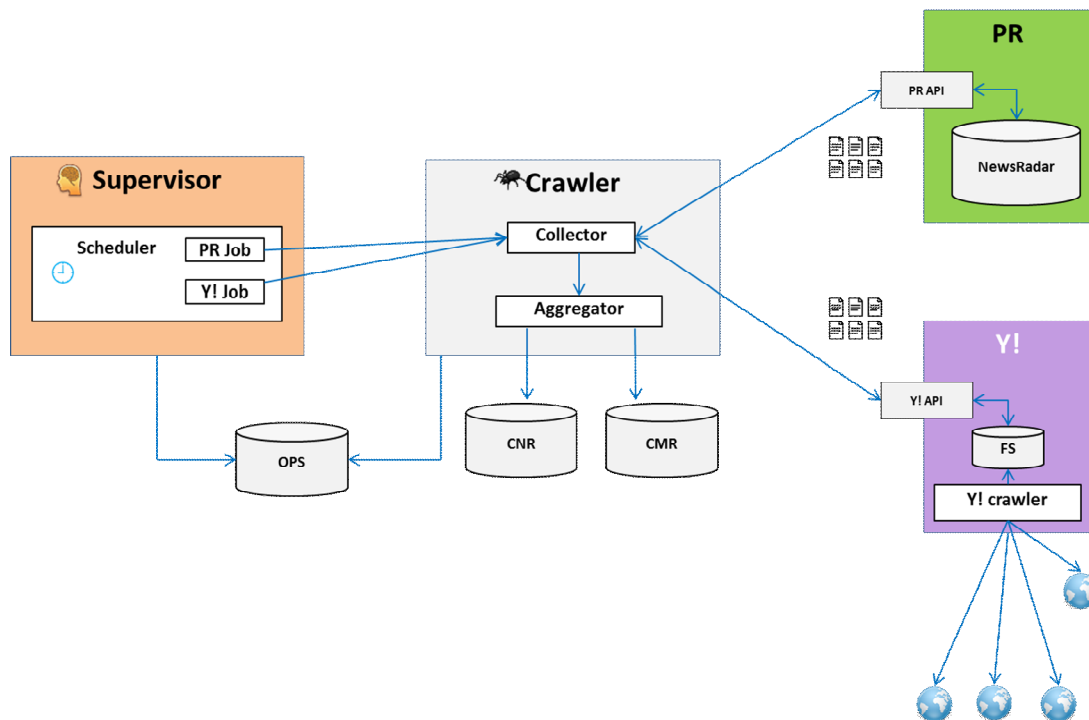 PR
PR API
NewsRadar
Supervisor
Scheduler
PR Job
Y! Job
Crawler
Collector
Aggregator
CNR
CMR
OPS
Y!
Y! API
FS
Y! crawler